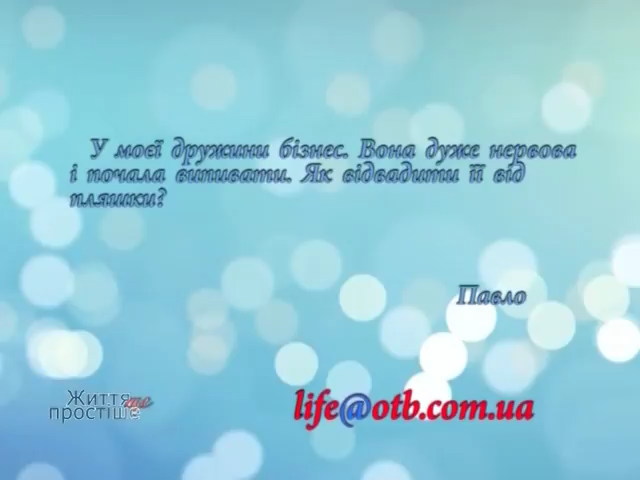 У моєї дружини бізнес. Вона дуже нервова
і почала випивати. Як відвадити її від
пляшки?
Павло
Життя ще
простіше
life@otb.com.ua